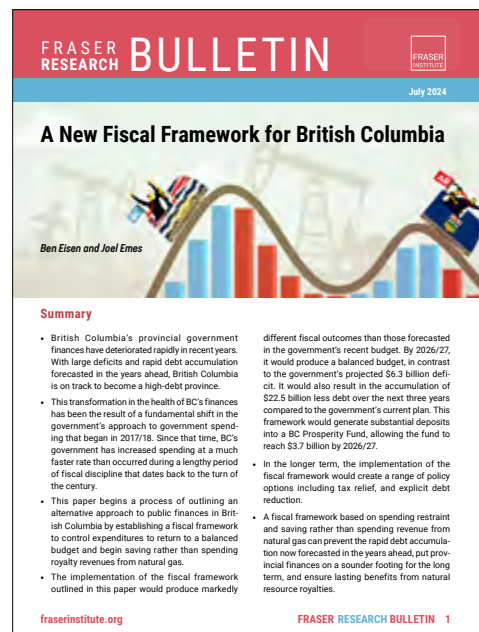 FRASER
RESEARCH
BULLETIN
FRASER
INSTITUTE
July 2024
A New Fiscal Framework for British Columbia
Ben Eisen and Joel Emes
Summary
• British Columbia's provincial government
finances have deteriorated rapidly in recent years.
With large deficits and rapid debt accumulation
forecasted in the years ahead, British Columbia
is on track to become a high-debt province.
• This transformation in the health of BC's finances
has been the result of a fundamental shift in the
government's approach to government spend-
ing that began in 2017/18. Since that time, BC's
government has increased spending at a much
faster rate than occurred during a lengthy period
of fiscal discipline that dates back to the turn of
the century.
• This paper begins a process of outlining an
alternative approach to public finances in Brit-
ish Columbia by establishing a fiscal framework
to control expenditures to return to a balanced
budget and begin saving rather than spending
royalty revenues from natural gas.
• The implementation of the fiscal framework
outlined in this paper would produce markedly
different fiscal outcomes than those forecasted
in the government's recent budget. By 2026/27,
it would produce a balanced budget, in contrast
to the government's projected $6.3 billion defi-
cit. It would also result in the accumulation of
$22.5 billion less debt over the next three years
compared to the government's current plan. This
framework would generate substantial deposits
into a BC Prosperity Fund, allowing the fund to
reach $3.7 billion by 2026/27.
• In the longer term, the implementation of the
fiscal framework would create a range of policy
options including tax relief, and explicit debt
reduction.
• A fiscal framework based on spending restraint
and saving rather than spending revenue from
natural gas can prevent the rapid debt accumula-
tion now forecasted in the years ahead, put prov-
incial finances on a sounder footing for the long
term, and ensure lasting benefits from natural
resource royalties.
fraserinstitute.org
FRASER RESEARCH BULLETIN 1